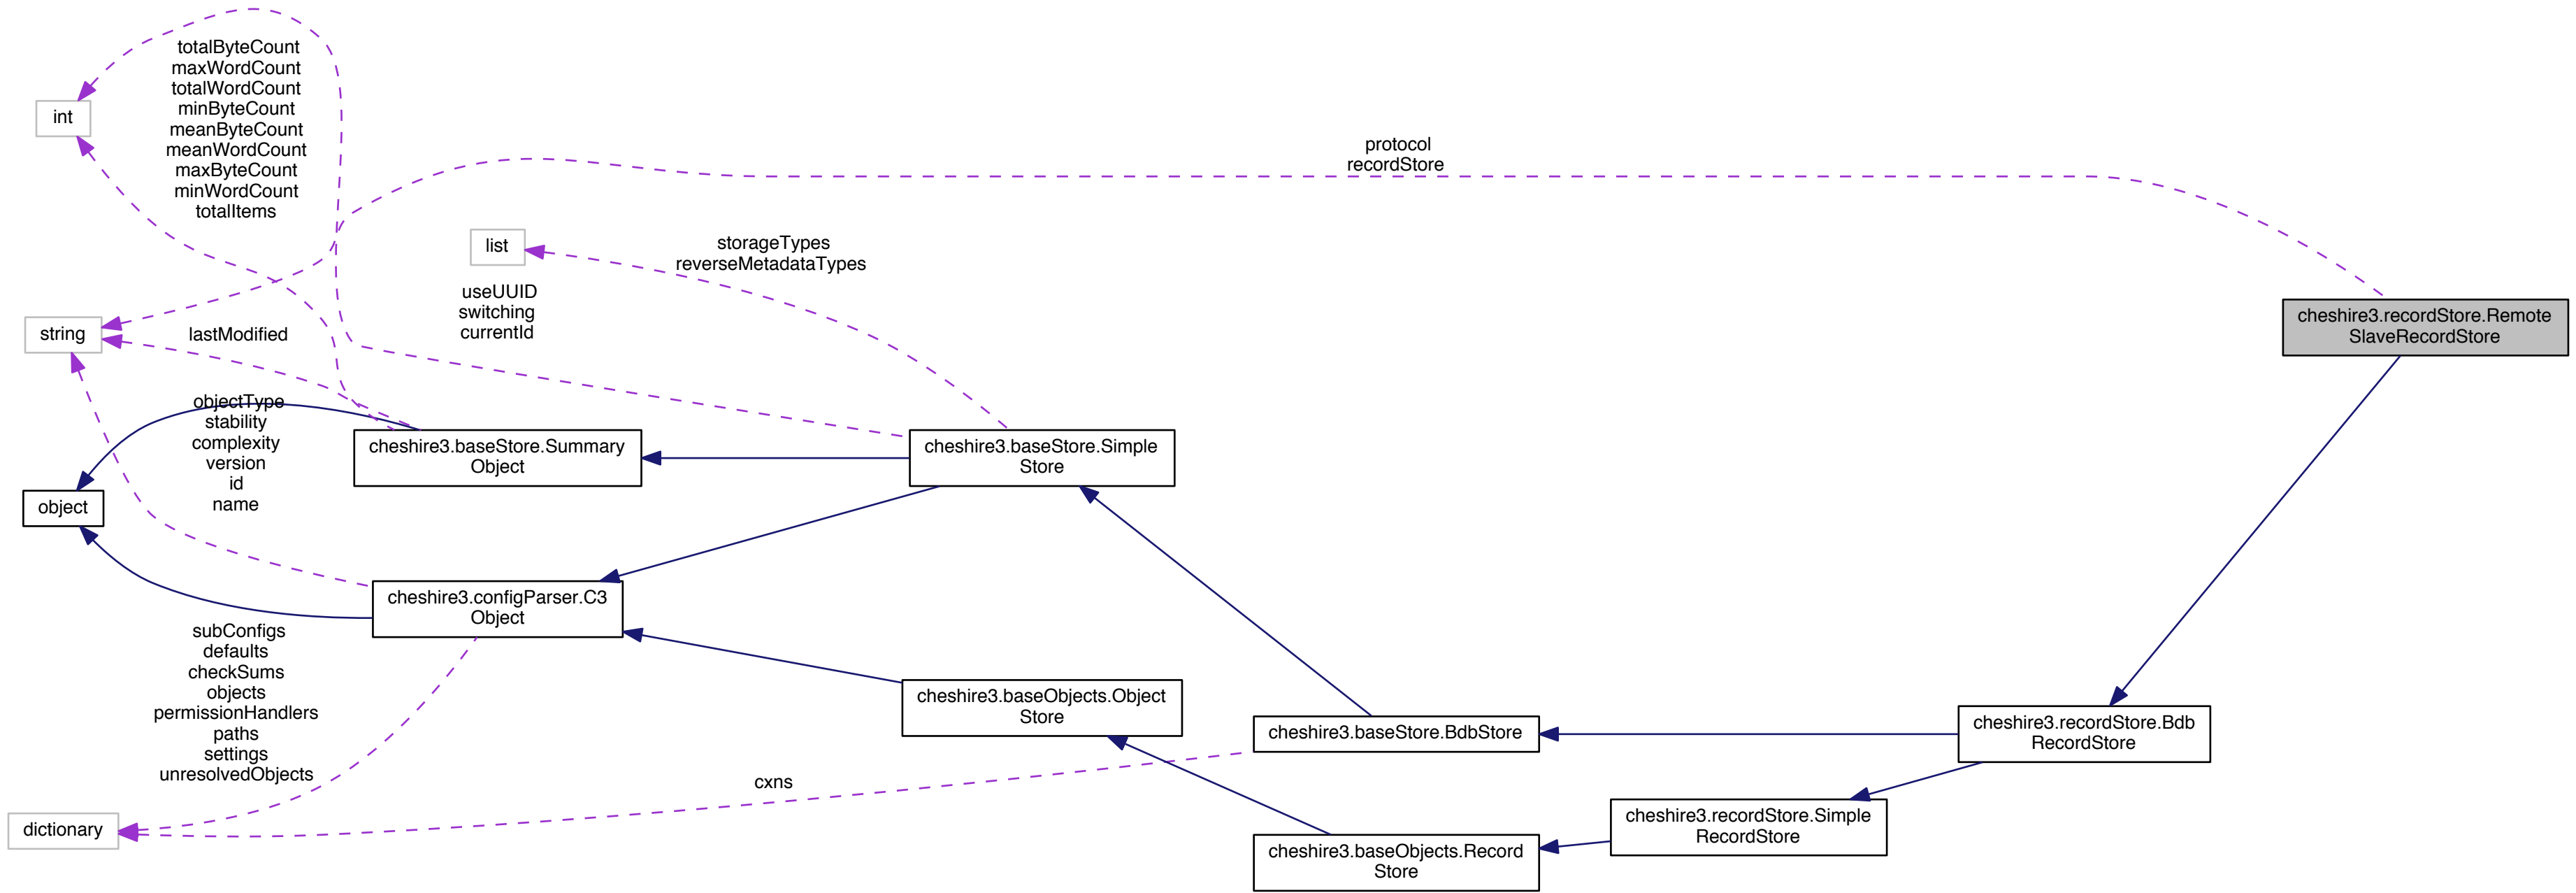 totalByteCount
maxWordCount
totalWordCount
minByteCount
meanByteCount
meanWordCount
maxByteCount
minWordCount
totalItems
int
protocol
recordStore
list
storageTypes
reverseMetadataTypes
useUUID
switching
currentId
string
lastModified
cheshire3.recordStore.Remote
SlaveRecordStore
objectType
stability
complexity
version
id
name
cheshire3.baseStore.Summary
Object
cheshire3.baseStore.Simple
Store
object
cheshire3.configParser.C3
Object
subConfigs
defaults
checkSums
objects
permissionHandlers
paths
settings
unresolvedObjects
cheshire3.baseObjects.Object
Store
cheshire3.baseStore.BdbStore
cheshire3.recordStore.Bdb
RecordStore
cxns
dictionary
cheshire3.recordStore.Simple
RecordStore
cheshire3.baseObjects.Record
Store